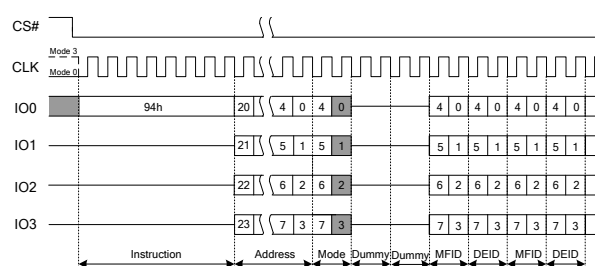 CS#
Mode 3
CLK
Mode 0
IO0 94h 20 4 0 4 0 4 0 4 0 4 0 4 0
IO1 21 5 1 5 1 5 1 5 1 5 1 5 1
IO2 22 6 2 6 2 6 2 6 2 6 2 6 2
IO3 23 7 3 7 3 7 3 7 3 7 3 7 3
Instruction Address Mode Dummy Dummy MFID DEID MFID DEID